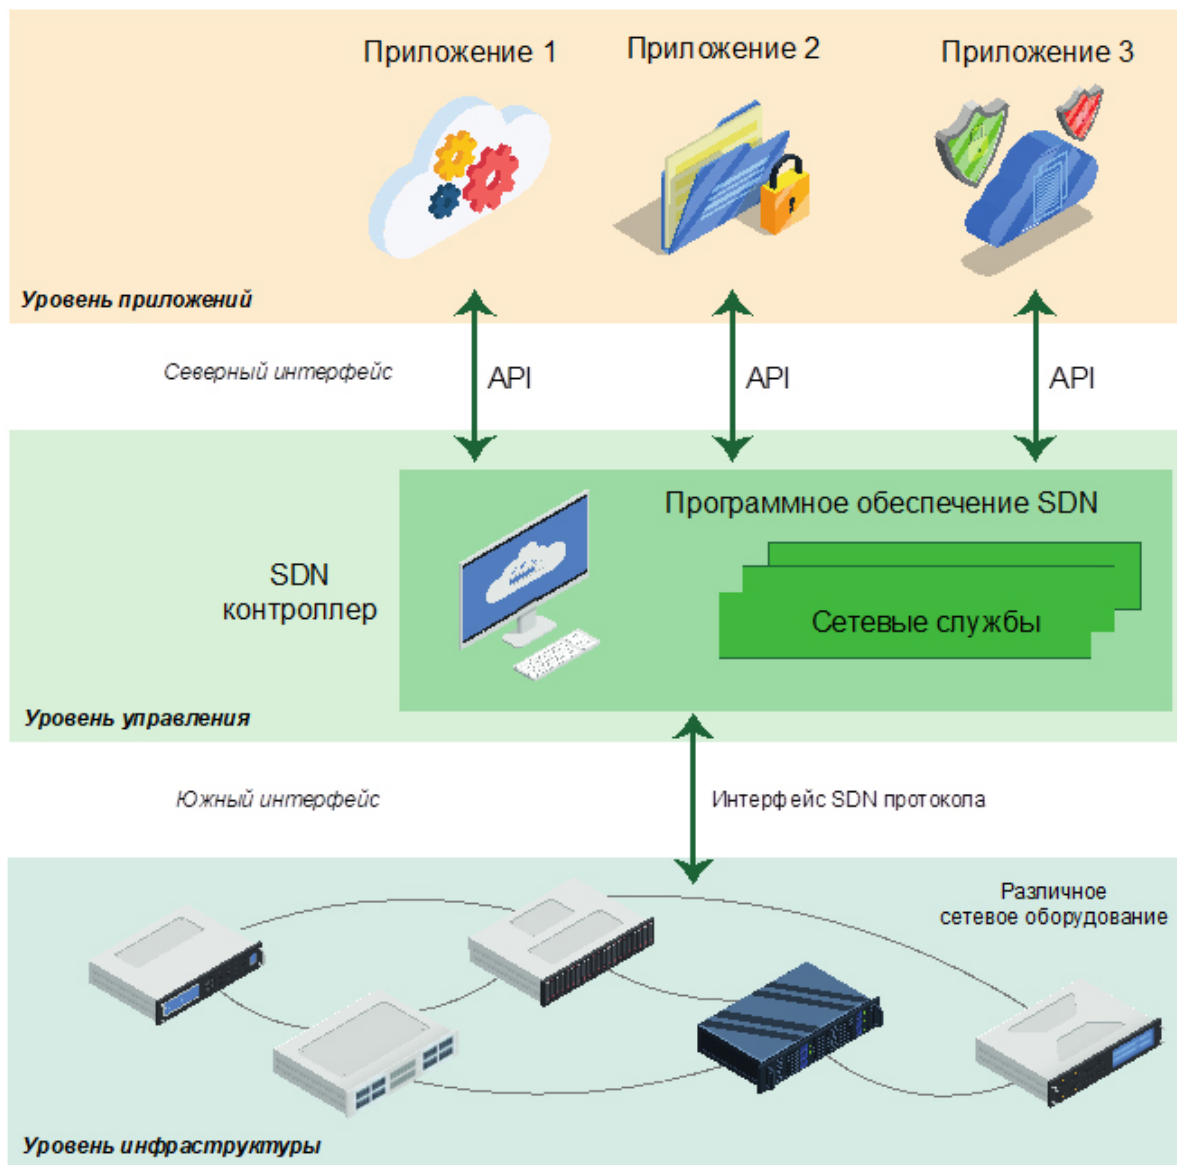 Приложение 1
Приложение 2
Приложение 3
Уровень приложений
Северный интерфейс
API
API
API
Программное обеспечение SDN
SDN
контроллер
Сетевые службы
Уровень управления
Южный интерфейс
Интерфейс SDN протокола
Различное
сетевое оборудование
Уровень инфраструктуры